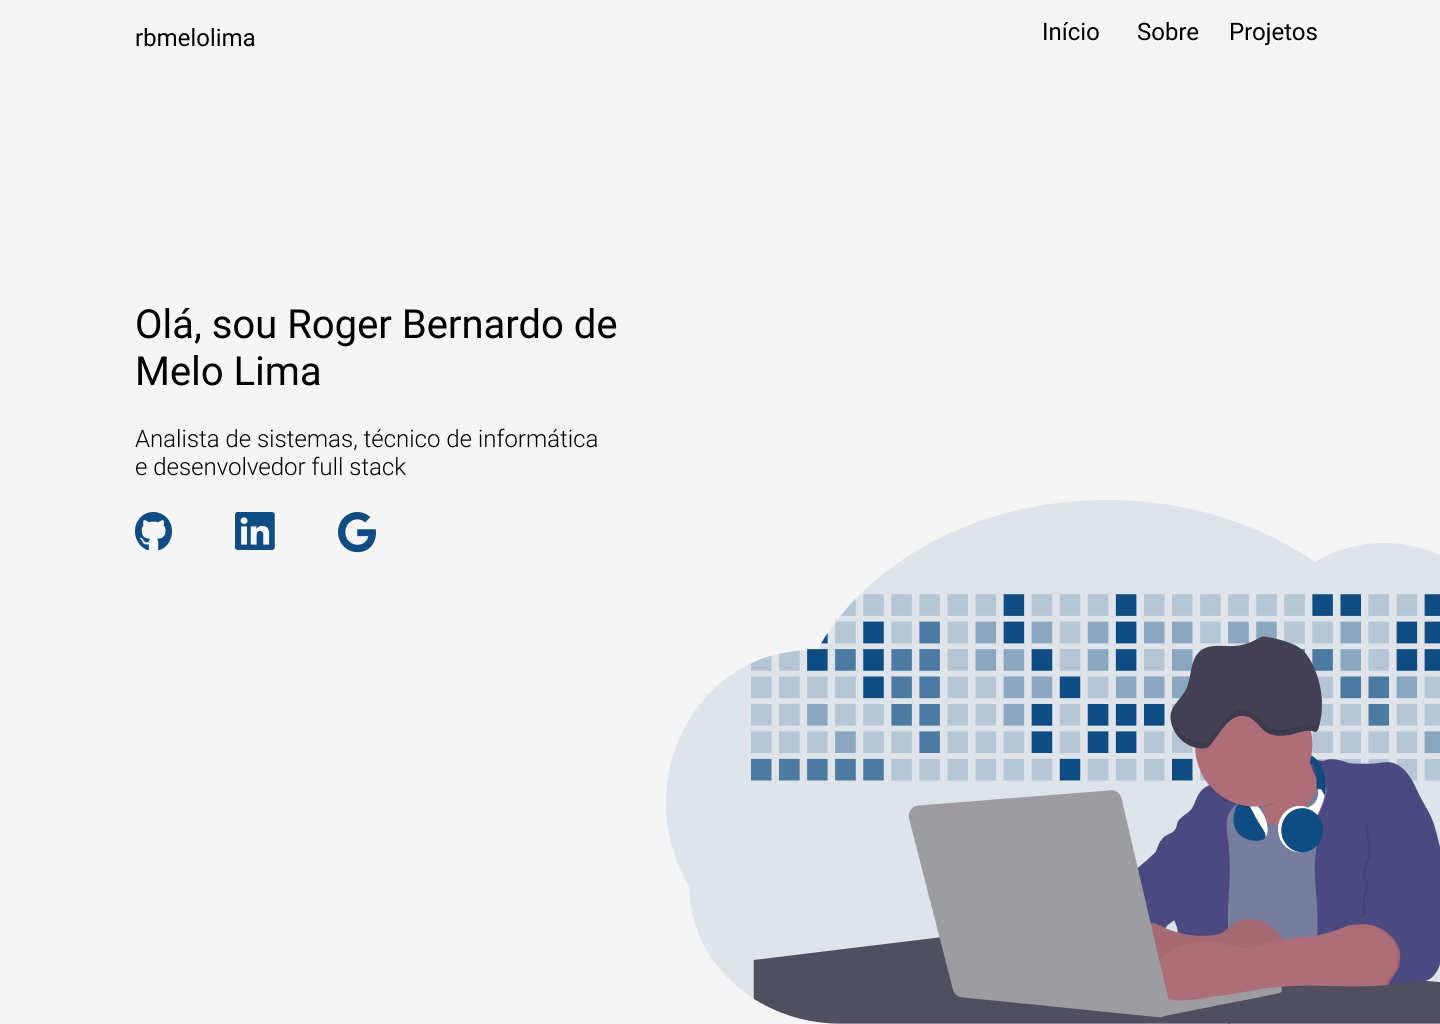 rbmelolima
Início Sobre Projetos
Olá, sou Roger Bernardo de
Melo Lima
Analista de sistemas, técnico de informática
e desenvolvedor full stack